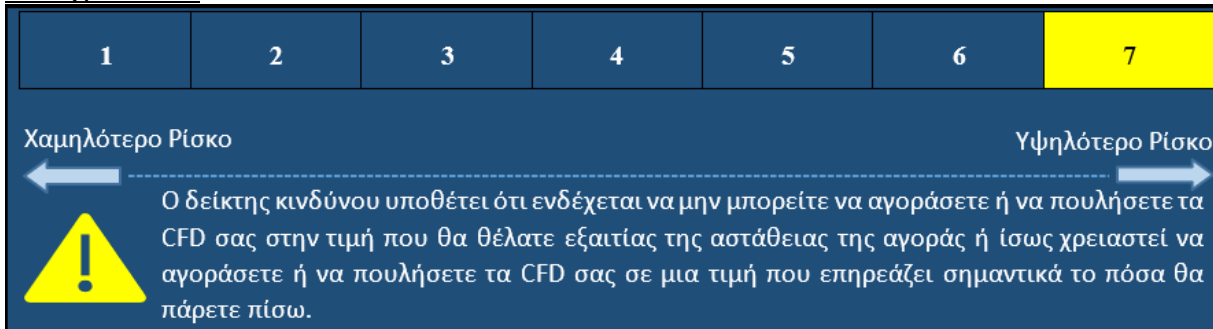 1 2 3 4 5 6 7
Χαμηλότερο Ρίσκο Υψηλότερο Ρίσκο
Ο δείκτης κινδύνου υποθέτει ότι ενδέχεται να μην μπορείτε να αγοράσετε ή να πουλήσετε τα
CFD σας στην τιμή που θα θέλατε εξαιτίας της αστάθειας της αγοράς ή ίσως χρειαστεί να
αγοράσετε ή να πουλήσετε τα CFD σας σε μια τιμή που επηρεάζει σημαντικά το πόσα θα
πάρετε πίσω.